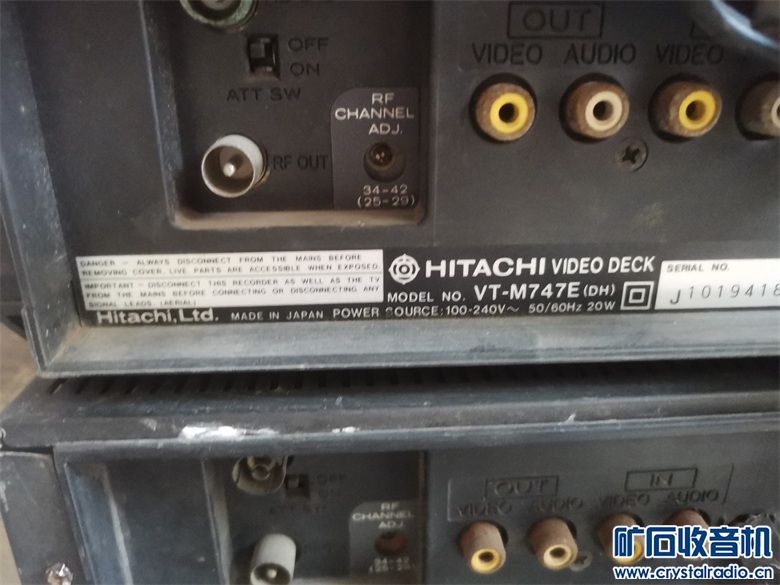 OFF
ON
ATT SW
RF
CHANNEL
ADJ.
RF OUT
34-42
(25-29)
OUT
VIDEO AUDIO VIDEO
DANGER - ALWAYS DISCONNECT FROM THE MAINS BEFORE
REMOVING COVER. LIVE PARTS ARE ACCESSIBLE WHEN EXPOSED.
IMPORTANT - DISCONNECT THIS RECORDER AS WELL AS THE TV
FROM THE MAINS BEFORE CONNECTING OR DISCONNECTING ANY
SIGNAL LEADS. (AERIAL)
HITACHI VIDEO DECK
MODEL NO. VT-M747E (DH)
Hitachi, Ltd. MADE IN JAPAN POWER SOURCE: 100-240V~ 50/60Hz 20W
SERIAL NO.
J1019418
RF
CHANNEL
ADJ.
34-42
(25-29)
OUT IN
VIDEO AUDIO VIDEO AUDIO
矿石收音机
www.crystalradio.cn